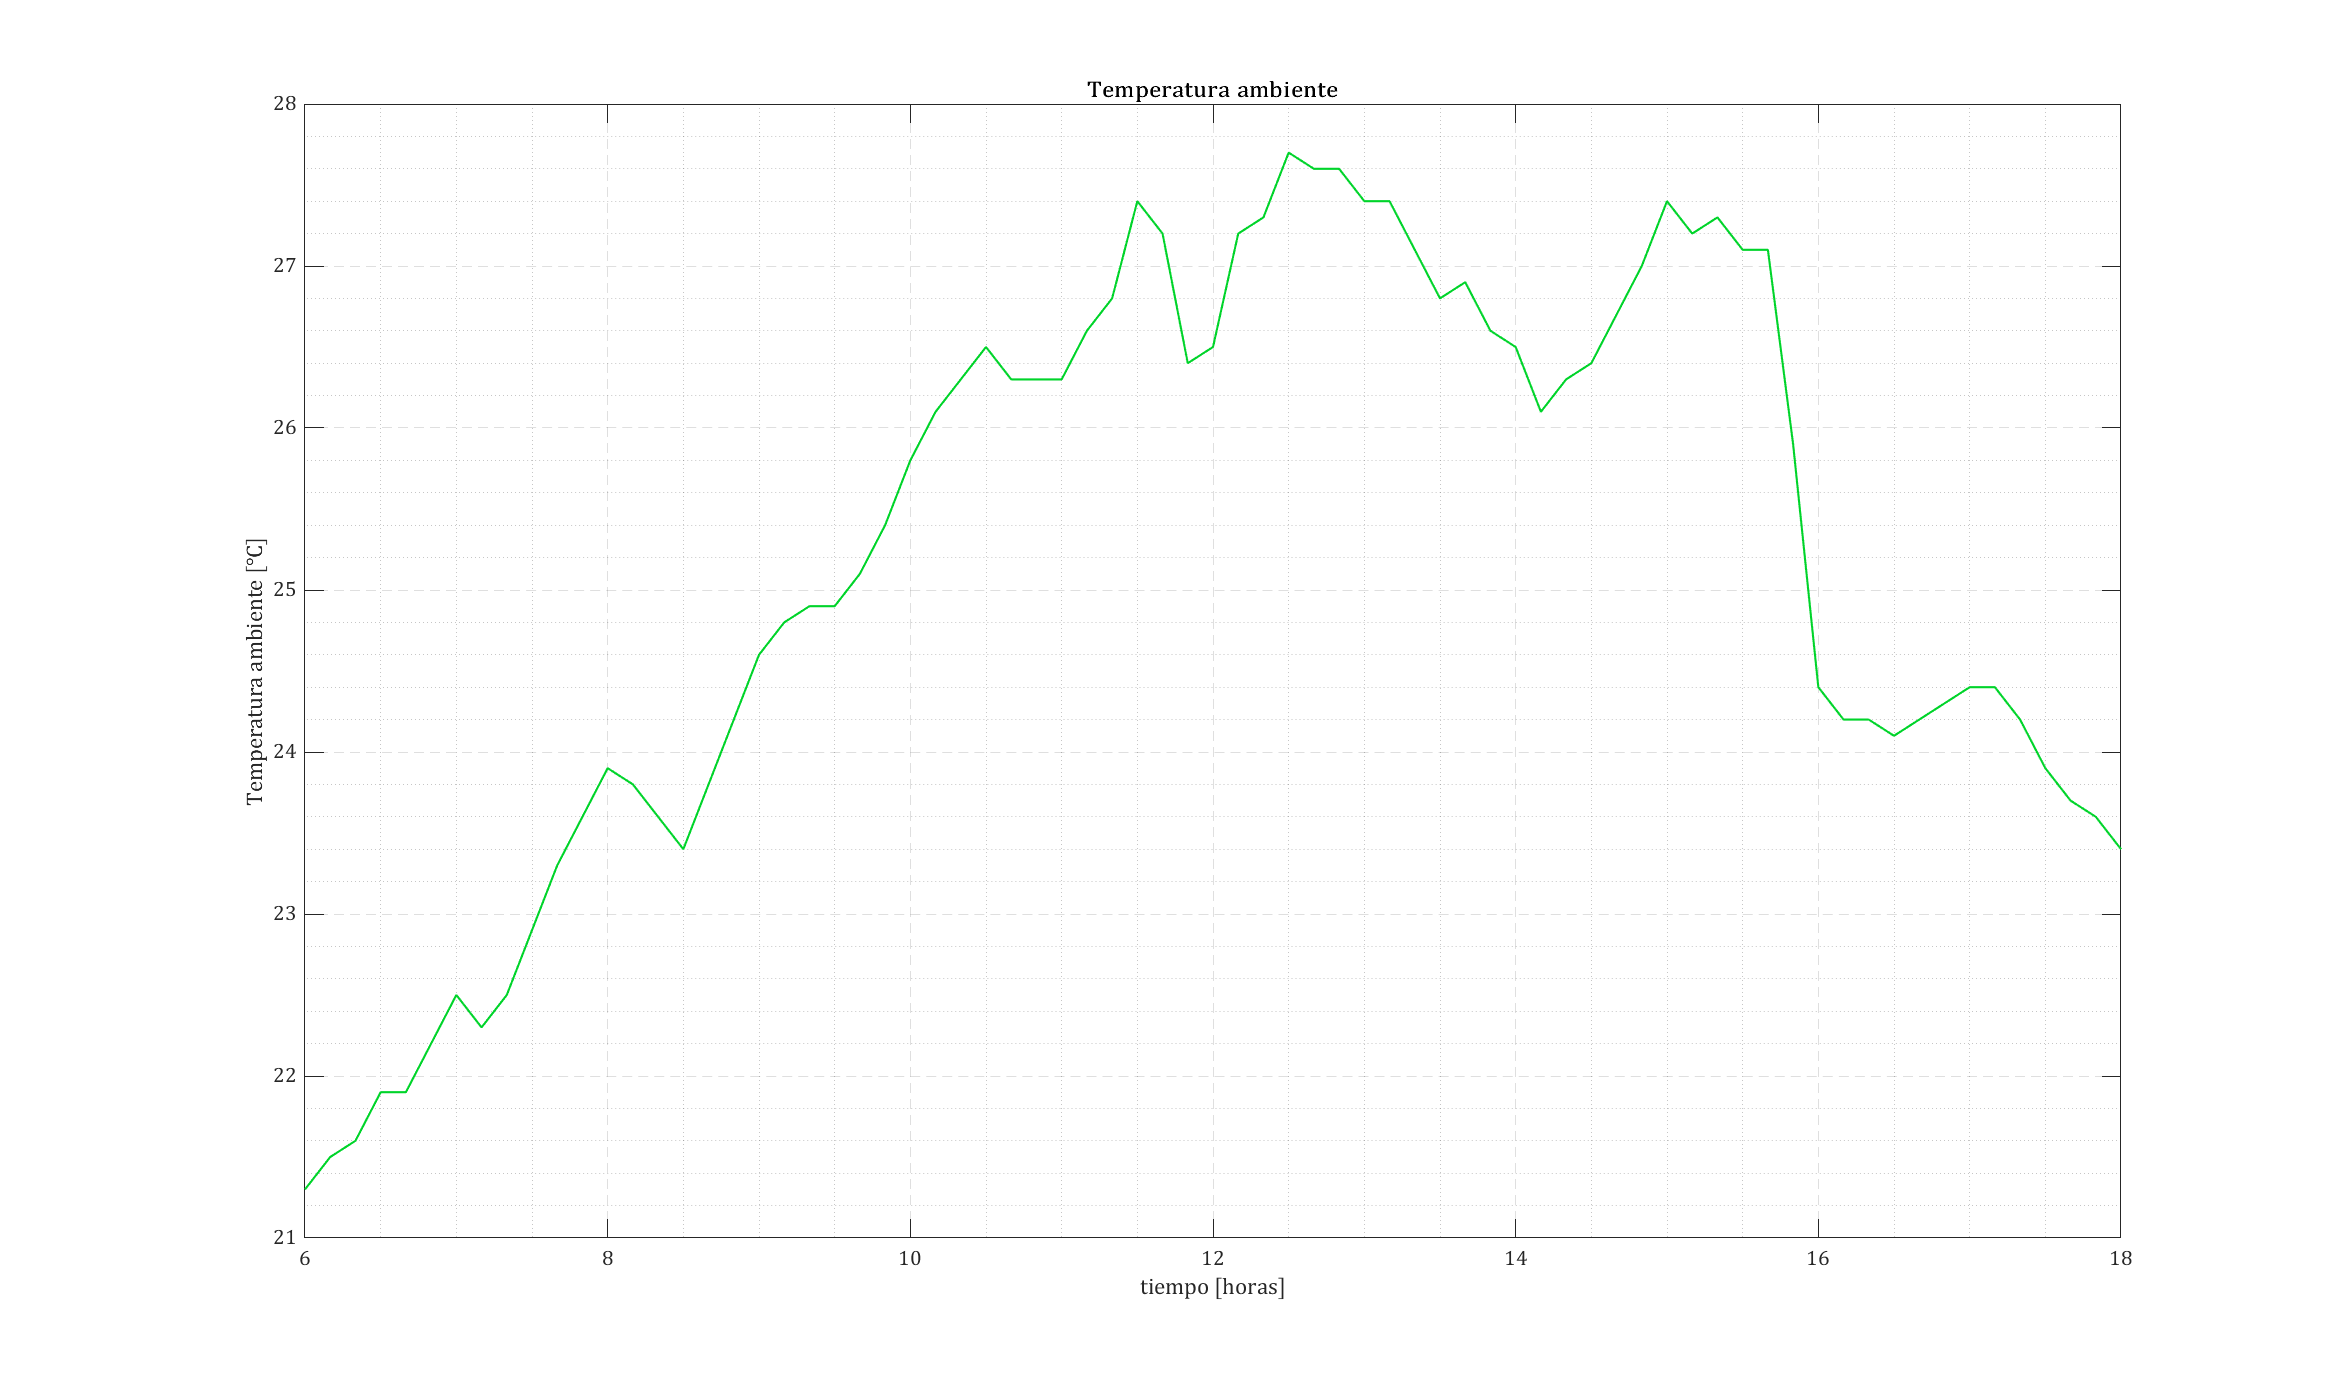 Temperatura ambiente
28
27
26
25
24
23
22
21
Temperatura ambiente [°C]
6 8 10 12 14 16 18
tiempo [horas]